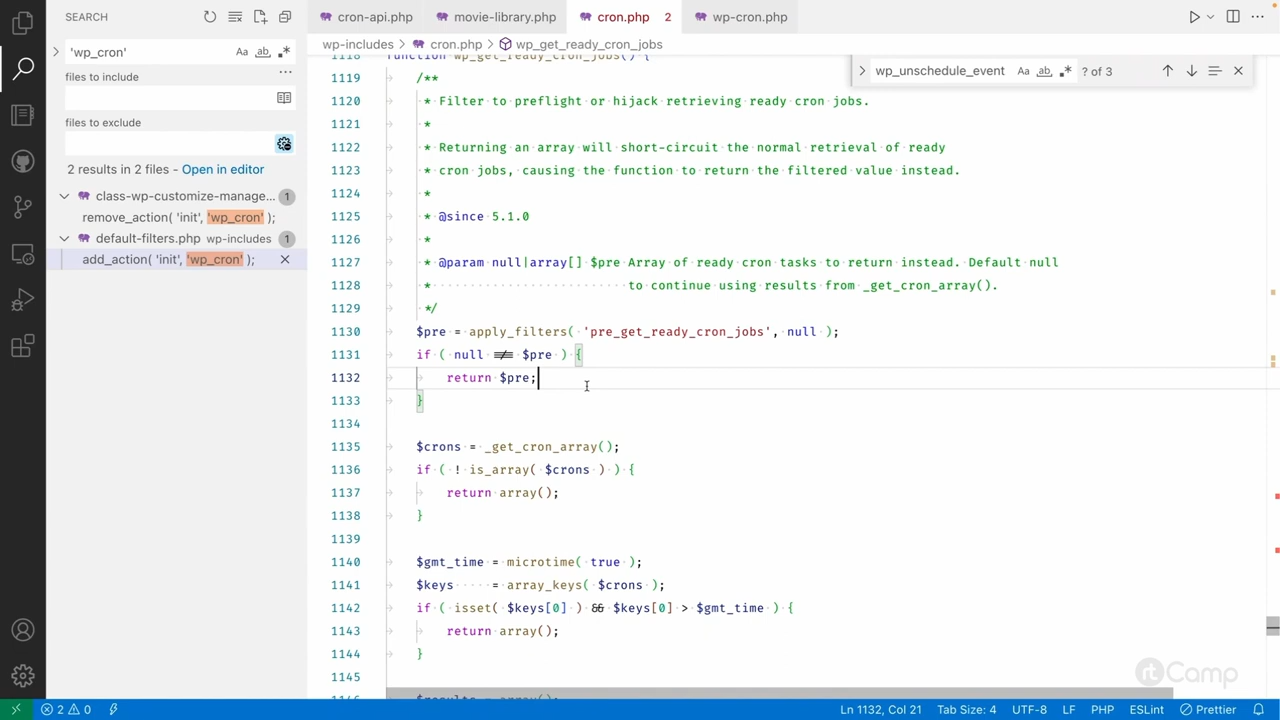 SEARCH
'wp_cron'
files to include
files to exclude
2 results in 2 files - Open in editor
class-wp-customize-manage... 1
remove_action( 'init', 'wp_cron' );
default-filters.php wp-includes 1
add_action( 'init', 'wp_cron' );
cron-api.php
movie-library.php
cron.php 2
wp-cron.php
wp-includes > cron.php > wp_get_ready_cron_jobs
wp_unschedule_event ? of 3
1118 function wp_get_ready_cron_jobs() {
1119 /**
1120 * Filter to preflight or hijack retrieving ready cron jobs.
1121 *
1122 * Returning an array will short-circuit the normal retrieval of ready
1123 * cron jobs, causing the function to return the filtered value instead.
1124 *
1125 * @since 5.1.0
1126 *
1127 * @param null|array[] $pre Array of ready cron tasks to return instead. Default null
1128 * to continue using results from _get_cron_array().
1129 */
1130 $pre = apply_filters( 'pre_get_ready_cron_jobs', null );
1131 if ( null !== $pre ) {
1132 return $pre;
1133 }
1134
1135 $crons = _get_cron_array();
1136 if ( ! is_array( $crons ) ) {
1137 return array();
1138 }
1139
1140 $gmt_time = microtime( true );
1141 $keys = array_keys( $crons );
1142 if ( isset( $keys[0] ) && $keys[0] > $gmt_time ) {
1143 return array();
1144 }
1145
1146 $results = array();
rtCamp
2 0
Ln 1132, Col 21 Tab Size: 4 UTF-8 LF PHP ESLint Prettier